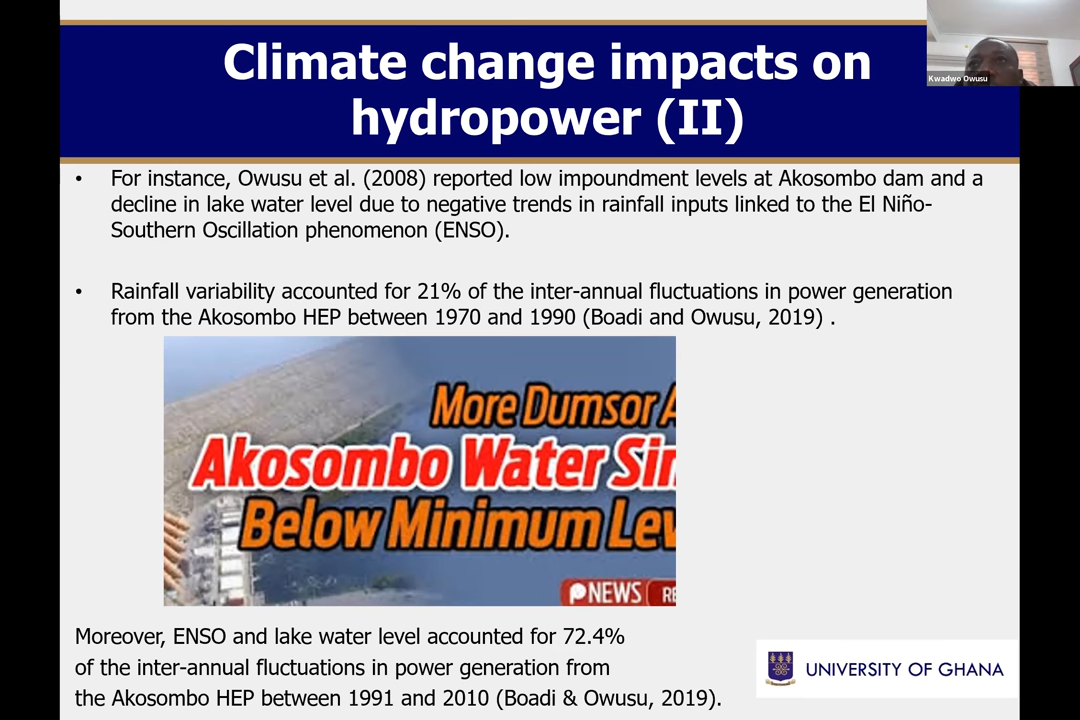 Climate change impacts on
hydropower (II)
Kwadwo Owusu
• For instance, Owusu et al. (2008) reported low impoundment levels at Akosombo dam and a
decline in lake water level due to negative trends in rainfall inputs linked to the El Niño-
Southern Oscillation phenomenon (ENSO).
• Rainfall variability accounted for 21% of the inter-annual fluctuations in power generation
from the Akosombo HEP between 1970 and 1990 (Boadi and Owusu, 2019) .
More Dumsor
Akosombo Water
Below Minimum
NEWS
Moreover, ENSO and lake water level accounted for 72.4%
of the inter-annual fluctuations in power generation from
the Akosombo HEP between 1991 and 2010 (Boadi & Owusu, 2019).
UNIVERSITY OF GHANA